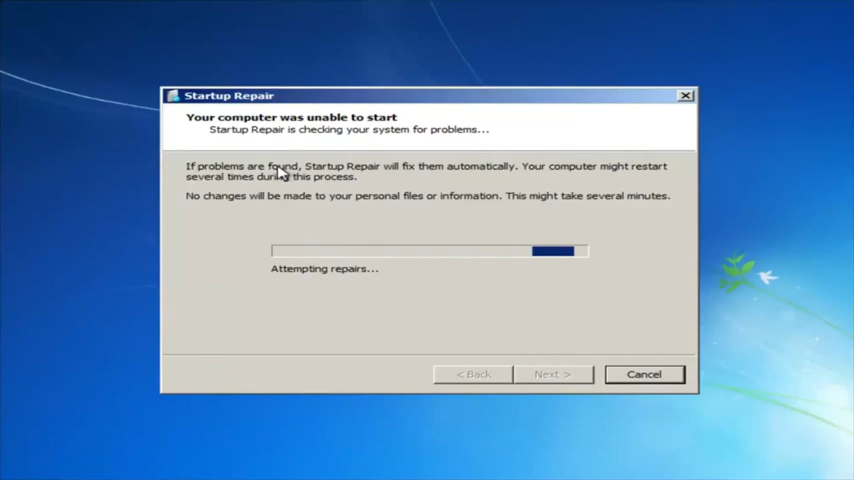 Startup Repair
Your computer was unable to start
Startup Repair is checking your system for problems...
If problems are found, Startup Repair will fix them automatically. Your computer might restart
several times during this process.
No changes will be made to your personal files or information. This might take several minutes.
Attempting repairs...
< Back
Next >
Cancel